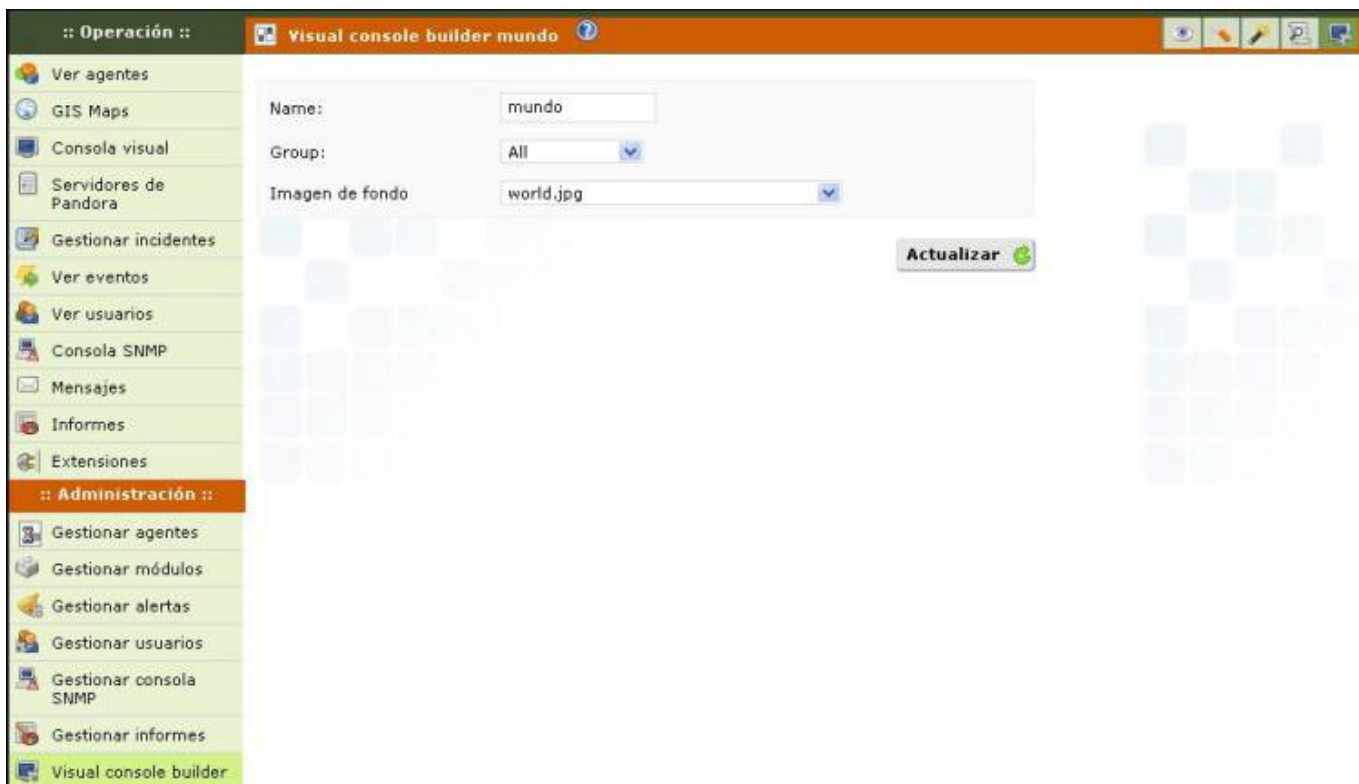 :: Operación ::
Visual console builder mundo
Ver agentes
GIS Maps
Consola visual
Servidores de
Pandora
Gestionar incidentes
Ver eventos
Ver usuarios
Consola SNMP
Mensajes
Informes
Extensiones
:: Administración ::
Gestionar agentes
Gestionar módulos
Gestionar alertas
Gestionar usuarios
Gestionar consola
SNMP
Gestionar informes
Visual console builder
Name: mundo
Group: All
Imagen de fondo world.jpg
Actualizar